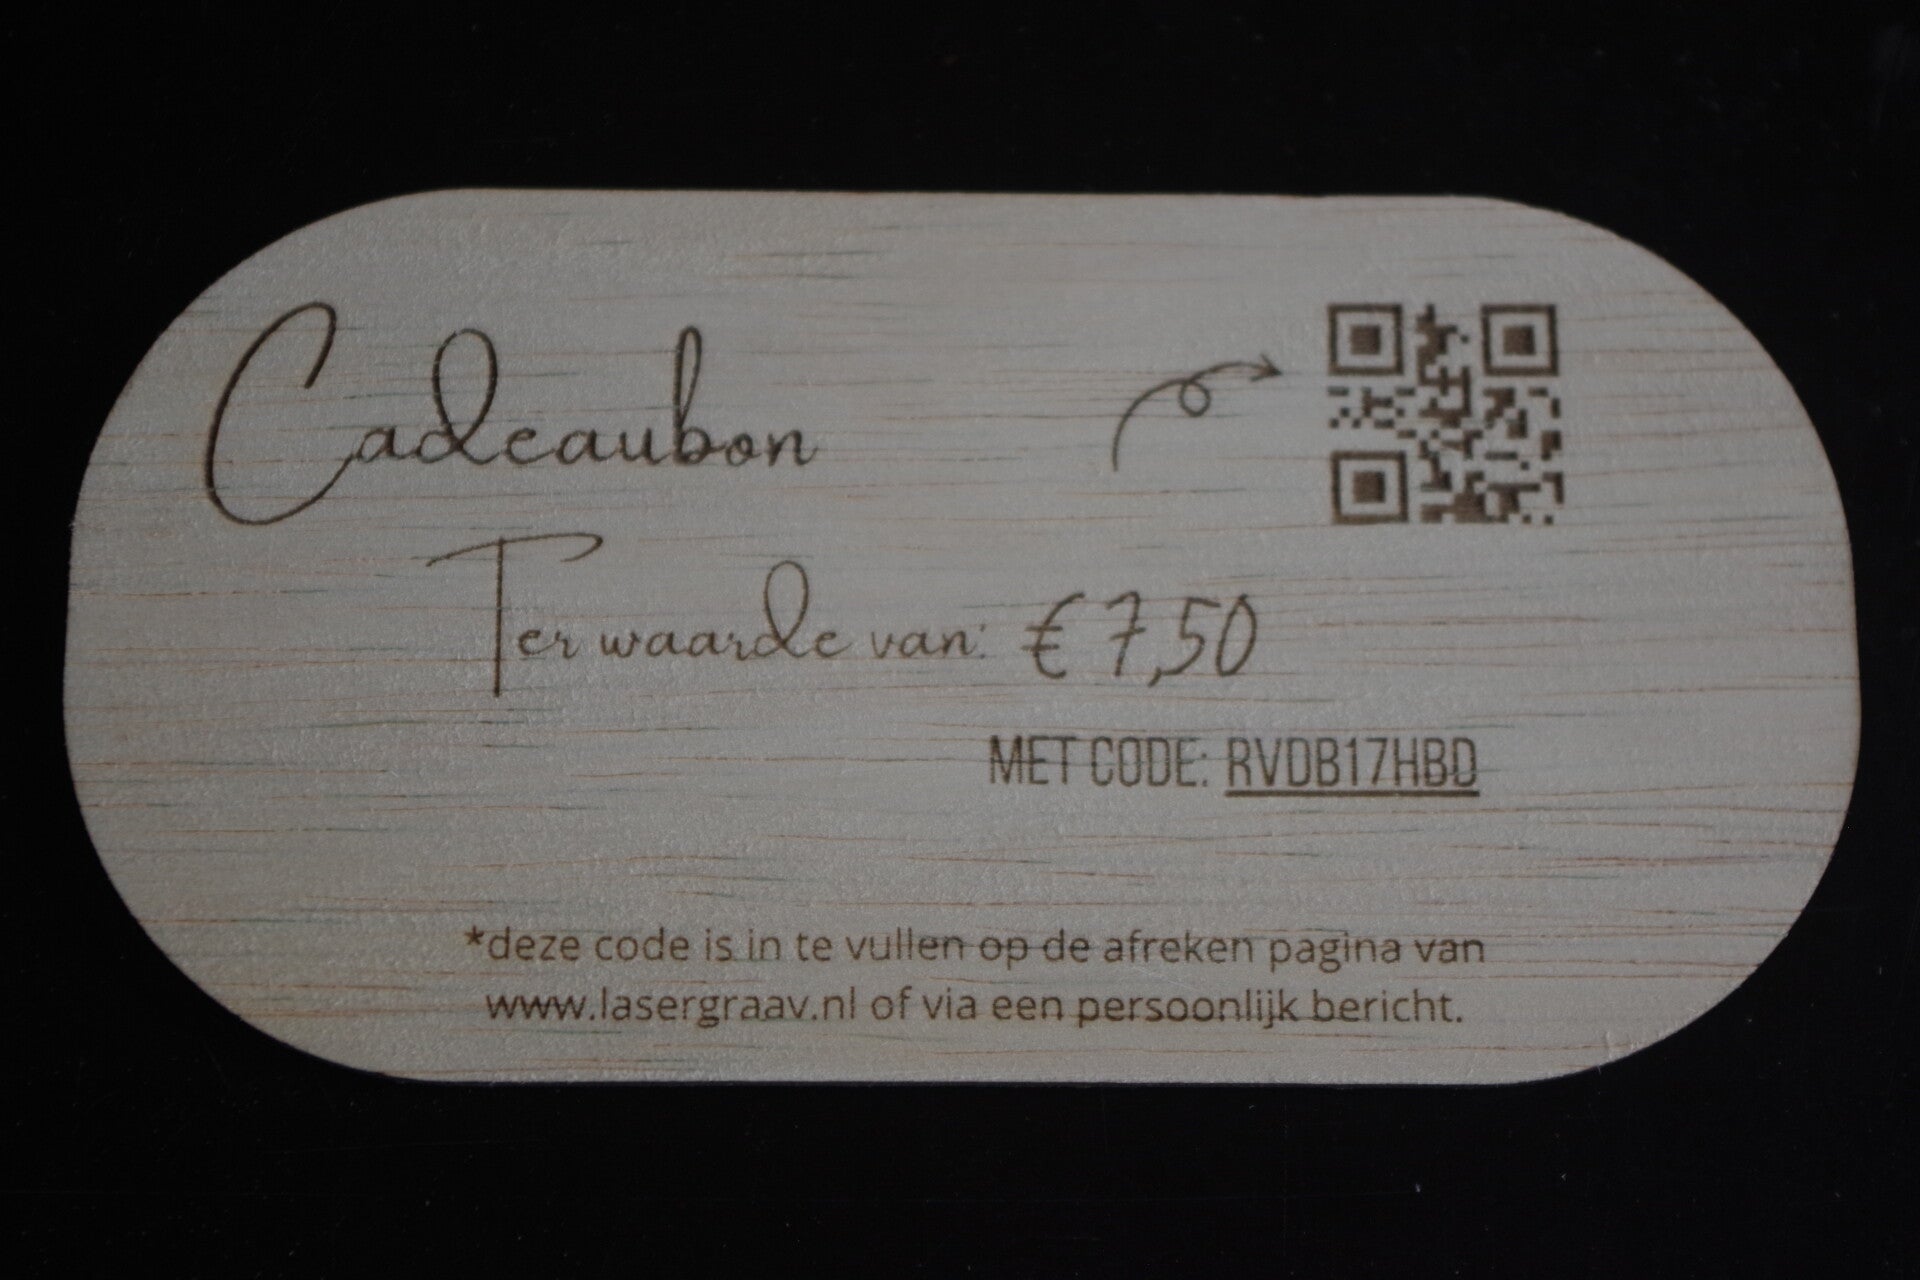 Cadeaubon
Ter waarde van: € 7,50
MET CODE: RVDB17HBD
*deze code is in te vullen op de afreken pagina van
www.lasergraav.nl of via een persoonlijk bericht.